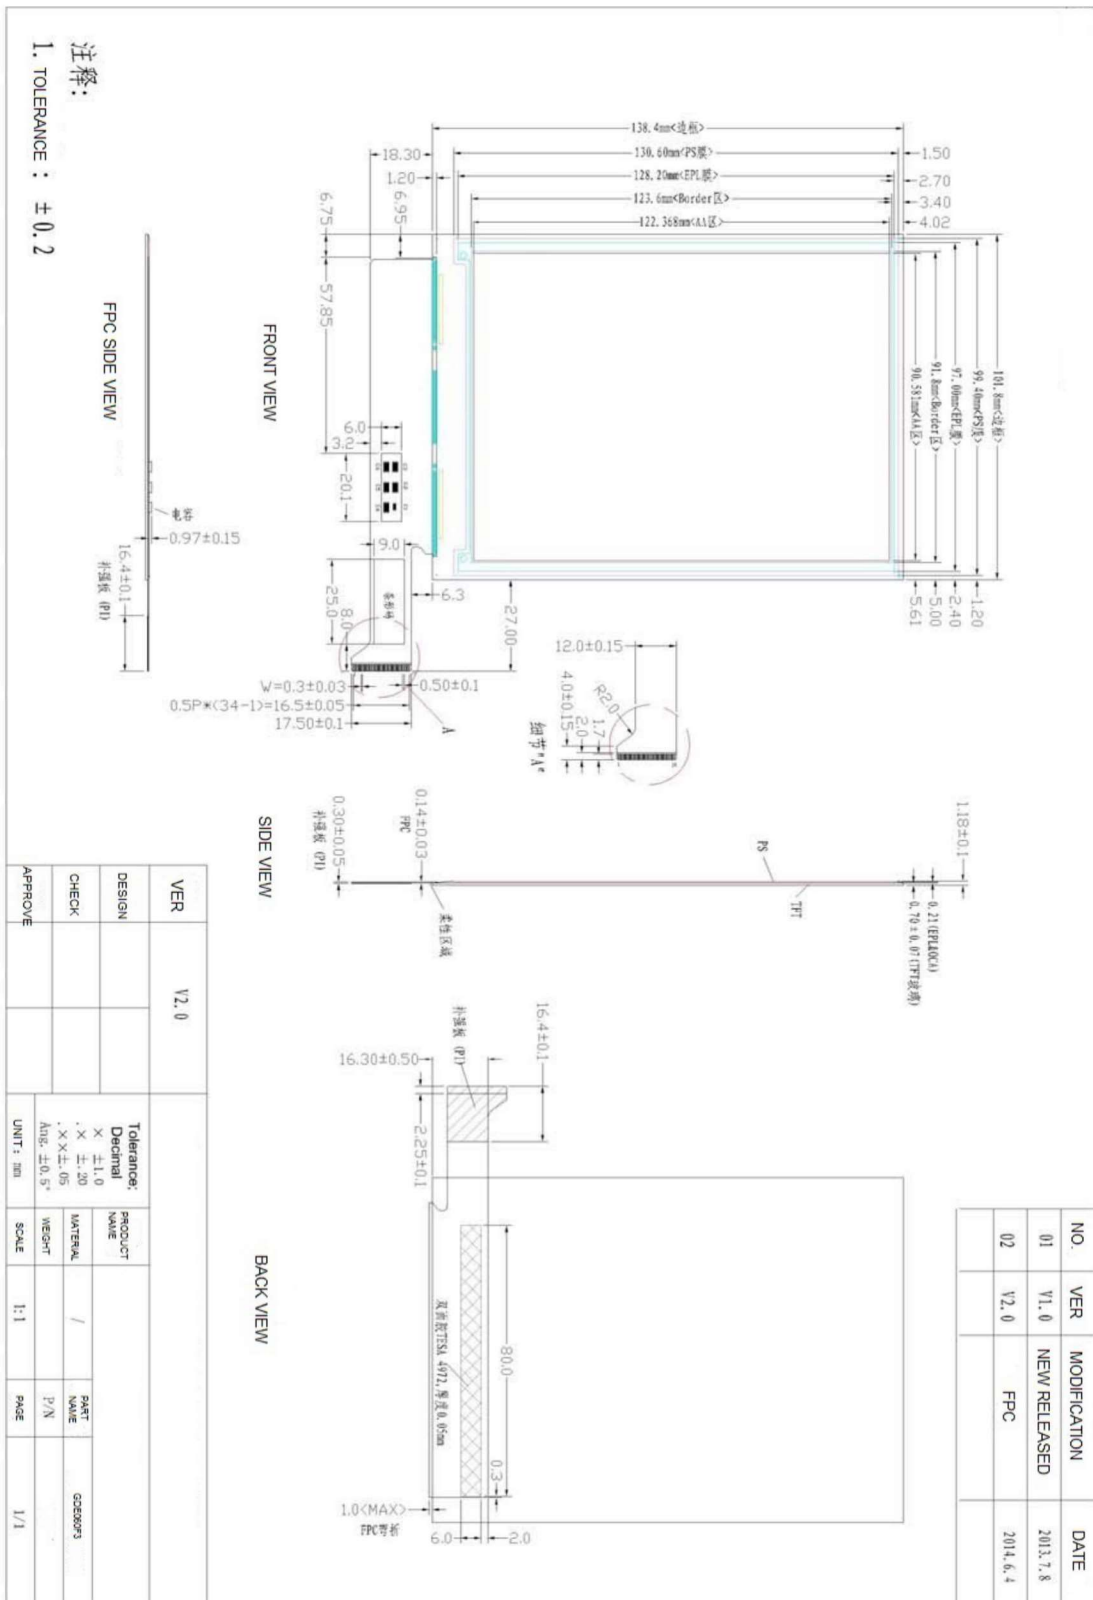 NO. VER MODIFICATION DATE
01 V1.0 NEW RELEASED 2013.7.8
02 V2.0 FPC 2014.6.4
138.4mm<边框>
130.60mm<PS膜>
128.20mm<EPL膜>
123.6mm<Border区>
122.368mm<AA区>
1.50
2.70
3.40
4.02
18.30
1.20
6.75
6.95
57.85
101.8mm<边框>
99.40mm<PS膜>
97.00mm<EPL膜>
91.8mm<Border区>
90.581mm<AA区>
1.20
2.40
5.00
5.61
6.0
3.2
20.1
9.0
25.0
8.0
条形码
6.3
27.00
W=0.3±0.03
0.50±0.1
0.5P*(34-1)=16.5±0.05
17.50±0.1
A
FRONT VIEW
12.0±0.15
R2.0
4.0±0.15
2.0
1.7
细节"A"
FPC SIDE VIEW
0.97±0.15
16.4±0.1
补强板 (PI)
1.18±0.1
0.21(EPL&OCA)
0.70±0.07(TFT玻璃)
PS
TFT
0.14±0.03
FPC
0.30±0.05
补强板 (PI)
柔性区域
SIDE VIEW
16.4±0.1
补强板 (PI)
16.30±0.50
2.25±0.1
80.0
双面胶TESA 4972,厚度0.05mm
0.3
1.0<MAX>
FPC弯折
6.0
2.0
BACK VIEW
注释:
1. TOLERANCE : ±0.2
VER V2.0
DESIGN
CHECK
APPROVE
Tolerance:
Decimal
X ±1.0
.X ±.20
.XX±.05
Ang. ±0.5°
UNIT: mm
PRODUCT NAME
MATERIAL /
PART NAME GDE060F3
WEIGHT
P/N
SCALE 1:1
PAGE 1/1